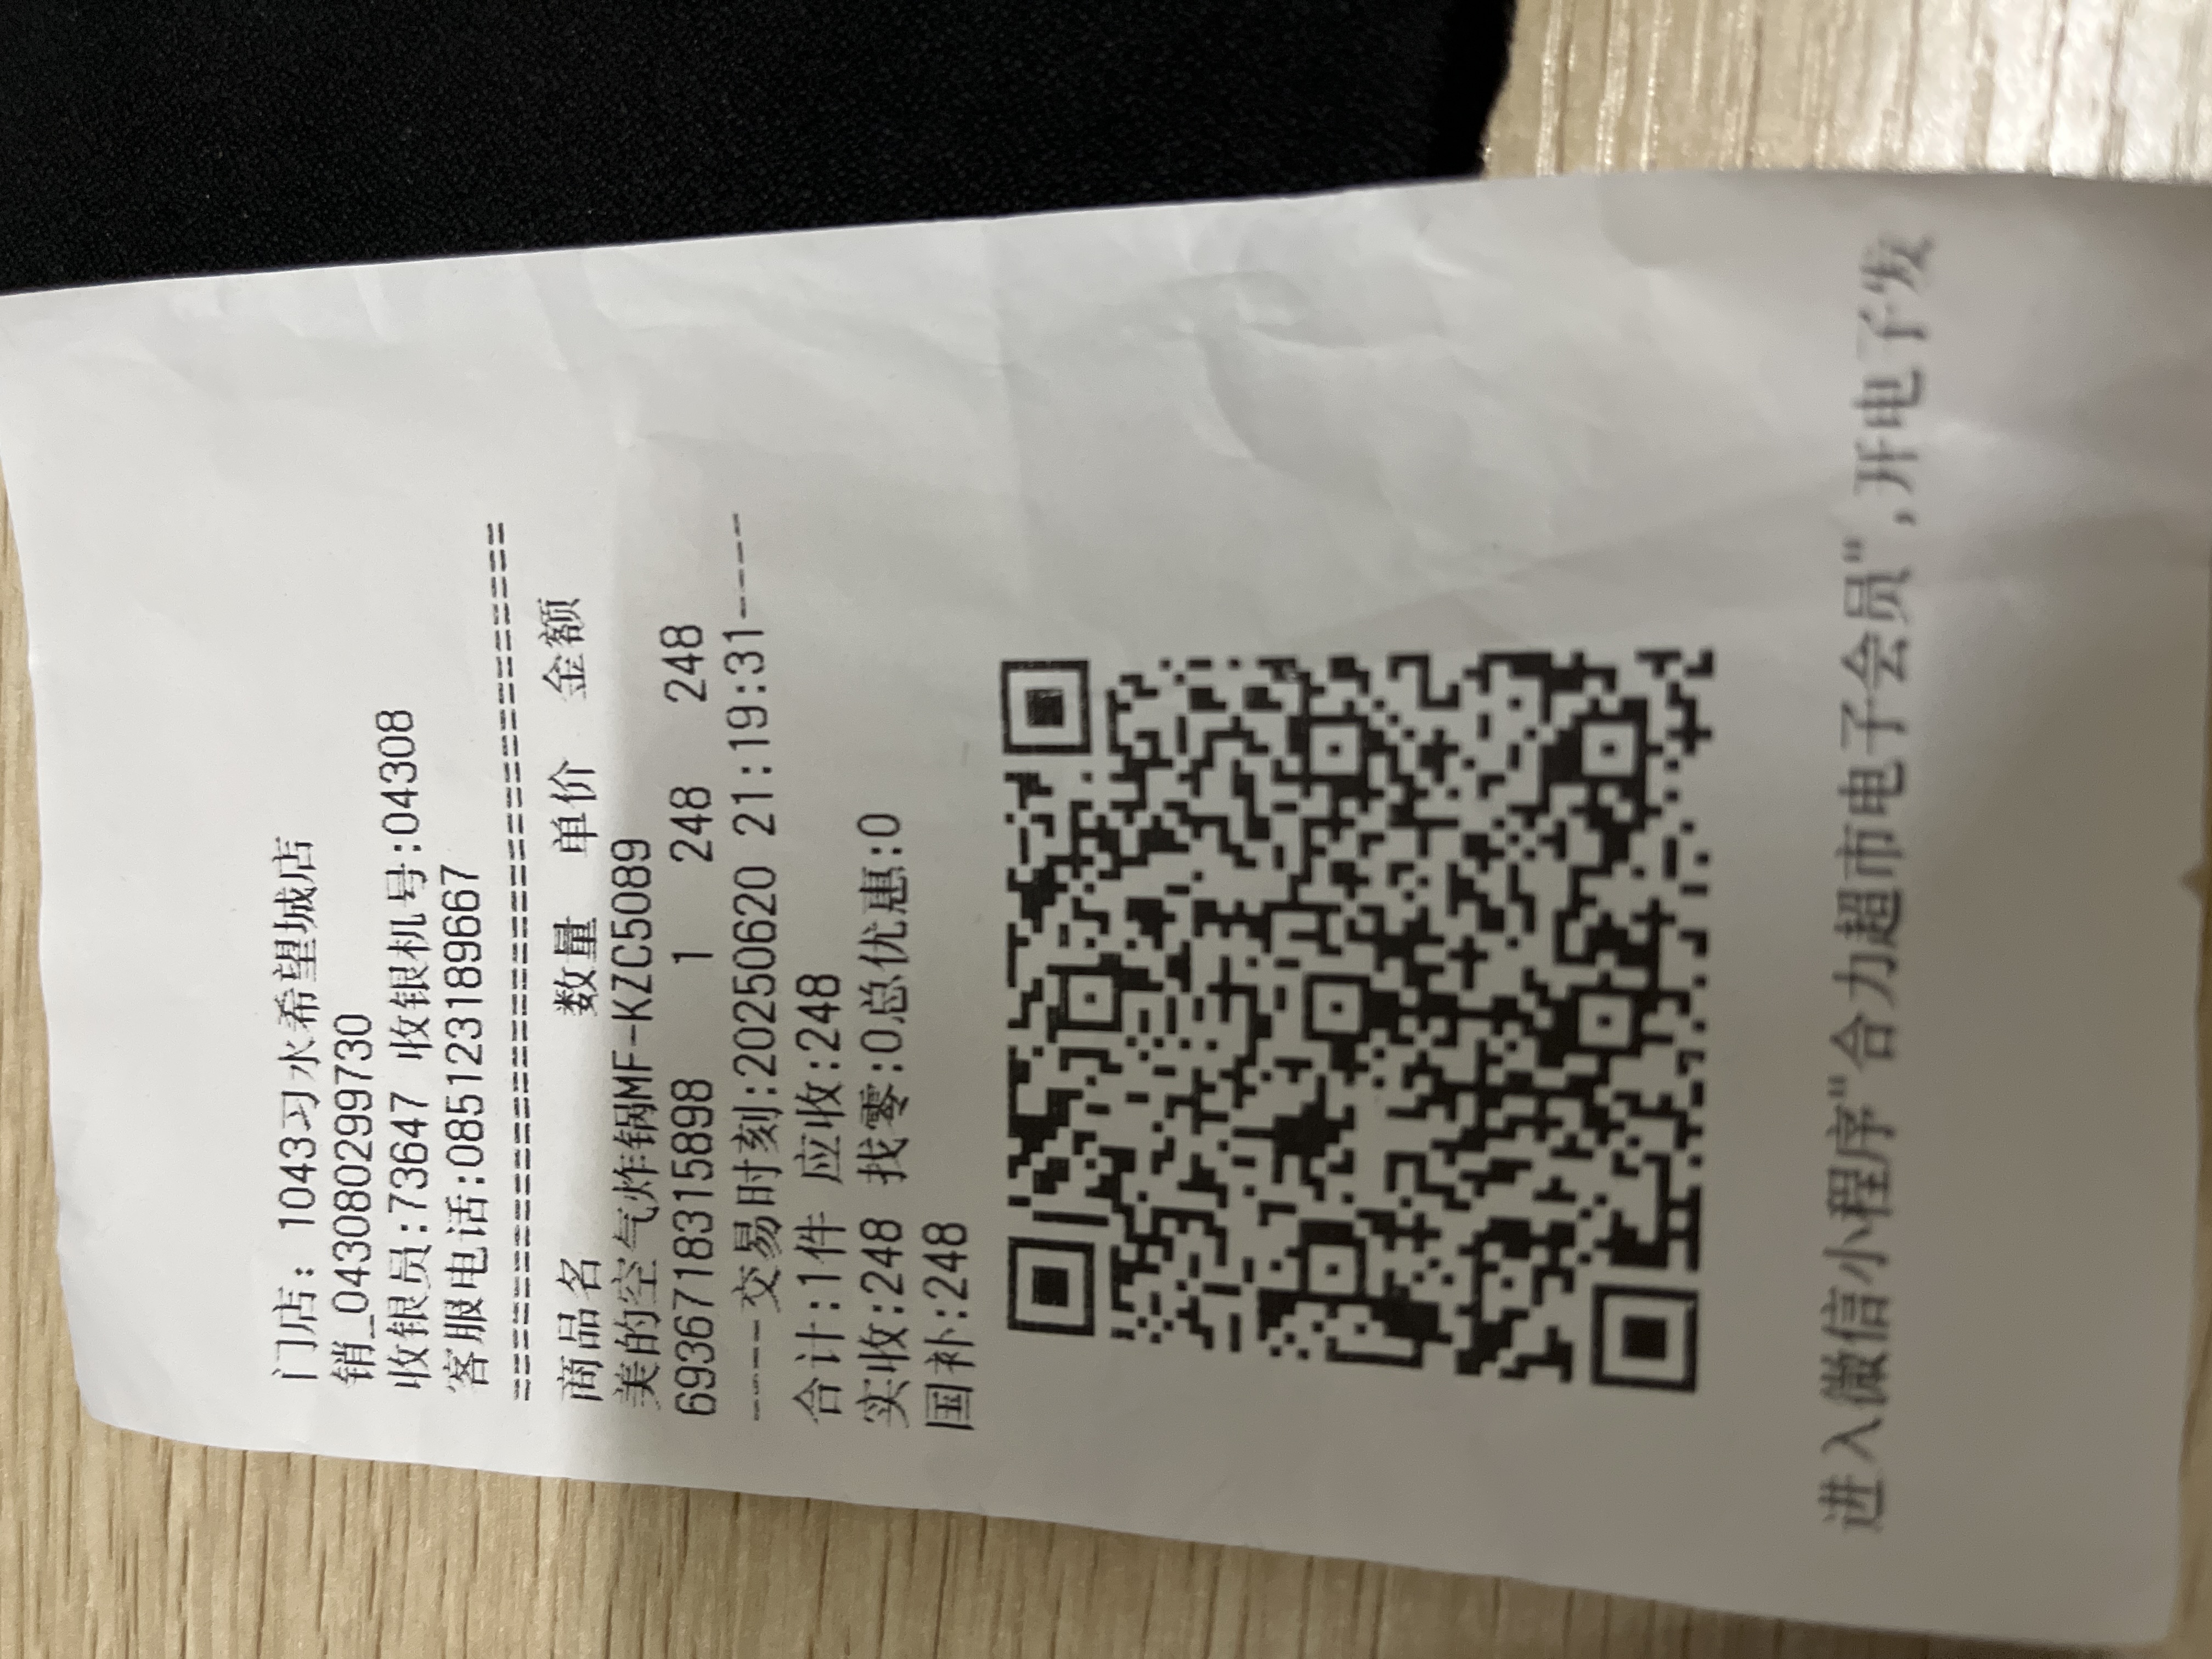 门店: 1043习水希望城店
销_04308029973​0
收银员:73647 收银机号:04308
客服电话:085123189667
================================================
商品名 数量 单价 金额
美的空气炸锅MF-KZC5089
6936718315898 1 248 248
-----交易时刻:20250620 21:19:31-----
合计:1件 应收:248
实收:248 找零:0总优惠:0
国补:248
进入微信小程序"合力超市电子会员",开电子发